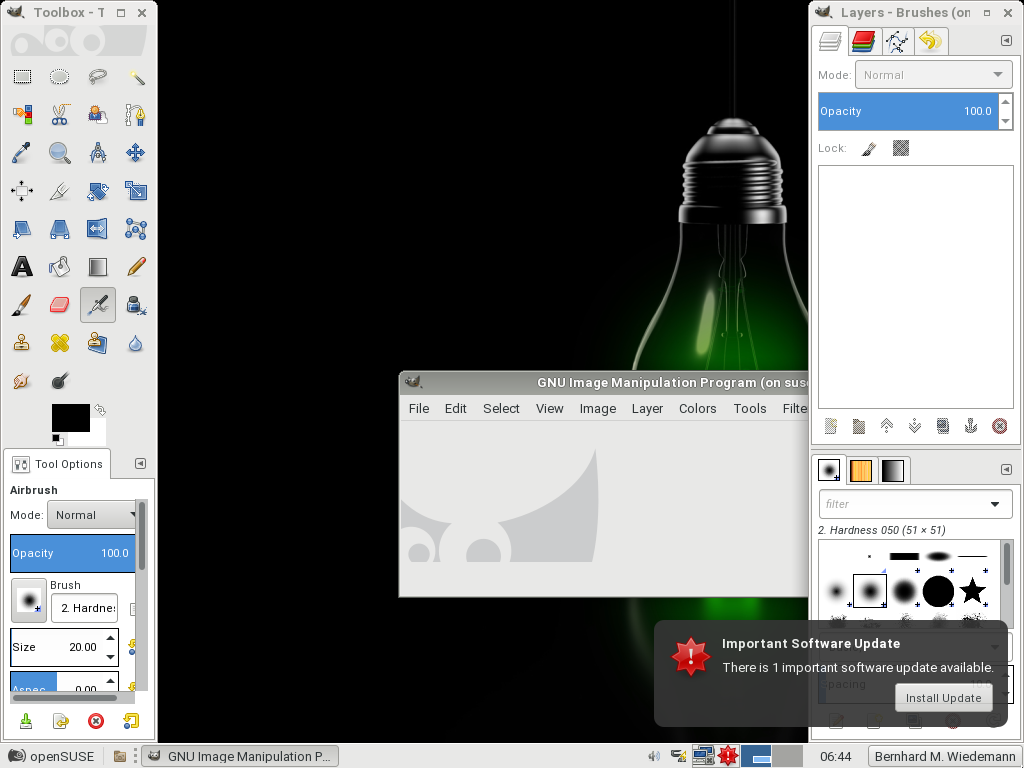 Toolbox - T
Layers - Brushes (on
Mode: Normal
Opacity 100.0
Lock:
GNU Image Manipulation Program (on suse
File Edit Select View Image Layer Colors Tools Filte
Tool Options
Airbrush
Mode: Normal
Opacity 100.0
Brush
2. Hardnes
Size 20.00
Aspec 0.00
filter
2. Hardness 050 (51 × 51)
Spacing 10.0
Important Software Update
There is 1 important software update available.
Install Update
openSUSE
GNU Image Manipulation P...
06:44
Bernhard M. Wiedemann